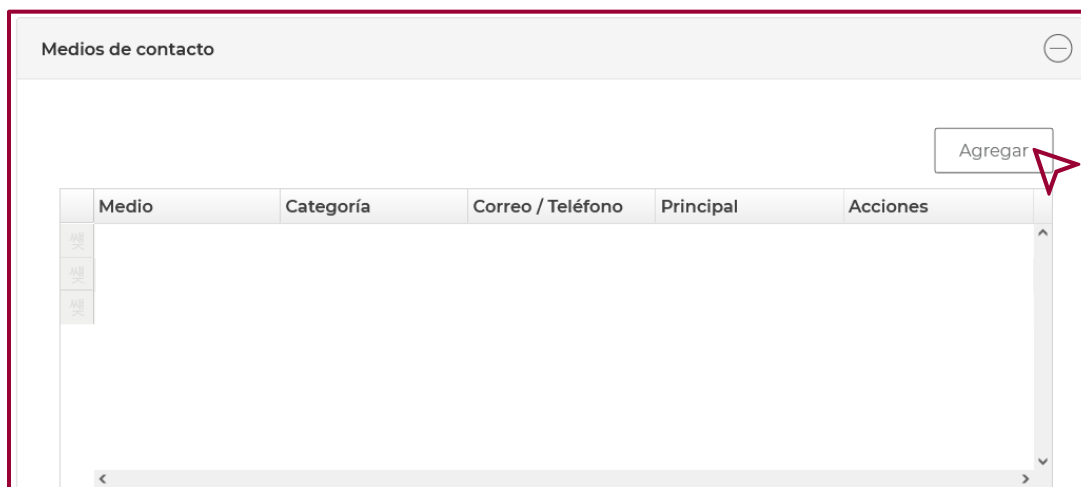 Medios de contacto
Agregar
Medio Categoría Correo / Teléfono Principal Acciones